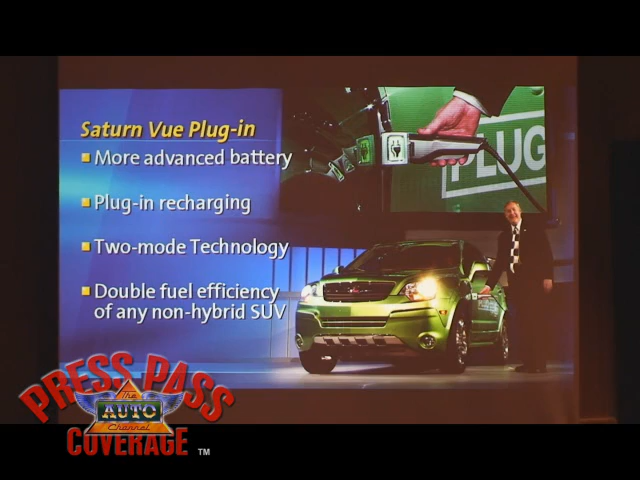 Saturn Vue Plug-in
More advanced battery
Plug-in recharging
Two-mode Technology
Double fuel efficiency
of any non-hybrid SUV
PLUG
PRESS PASS
The
AUTO
Channel
COVERAGE
TM